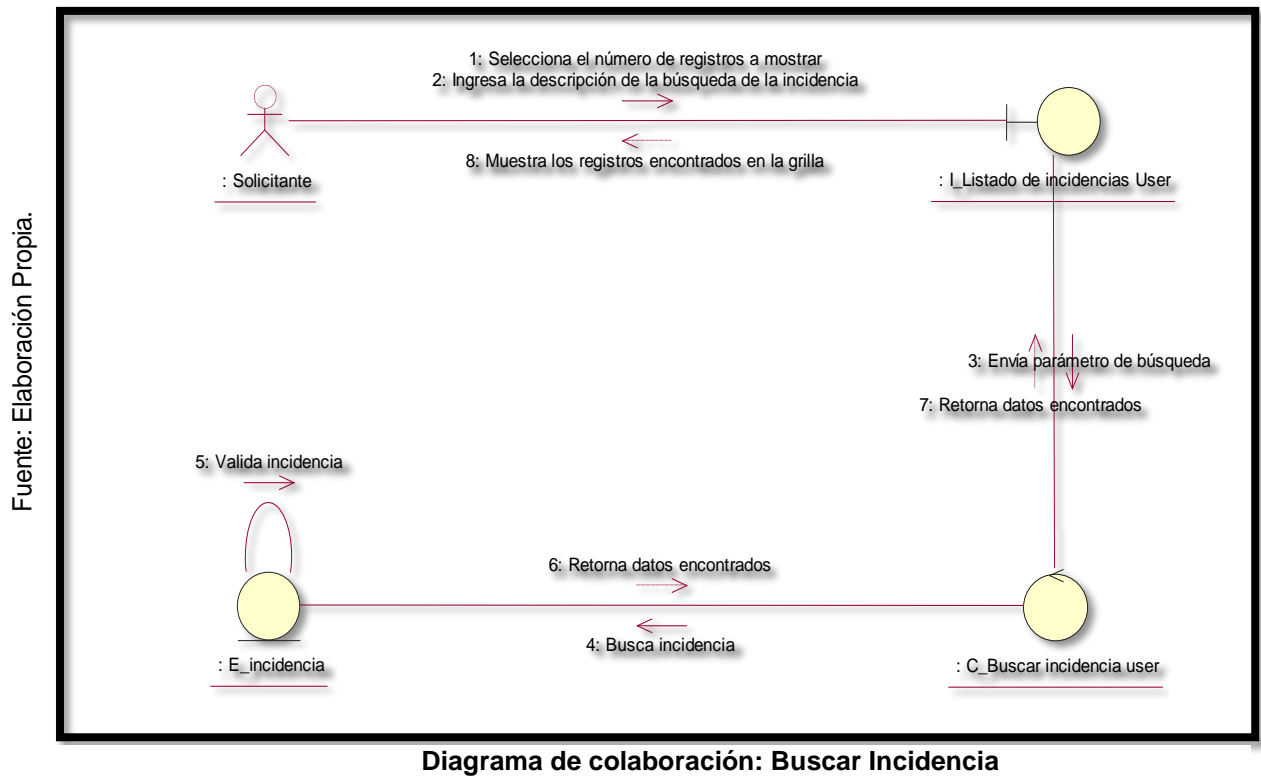 1: Selecciona el número de registros a mostrar
2: Ingresa la descripción de la búsqueda de la incidencia
8: Muestra los registros encontrados en la grilla
: Solicitante
: I_Listado de incidencias User
Fuente: Elaboración Propia.
3: Envía parámetro de búsqueda
7: Retorna datos encontrados
5: Valida incidencia
6: Retorna datos encontrados
4: Busca incidencia
: E_incidencia
: C_Buscar incidencia user
Diagrama de colaboración: Buscar Incidencia